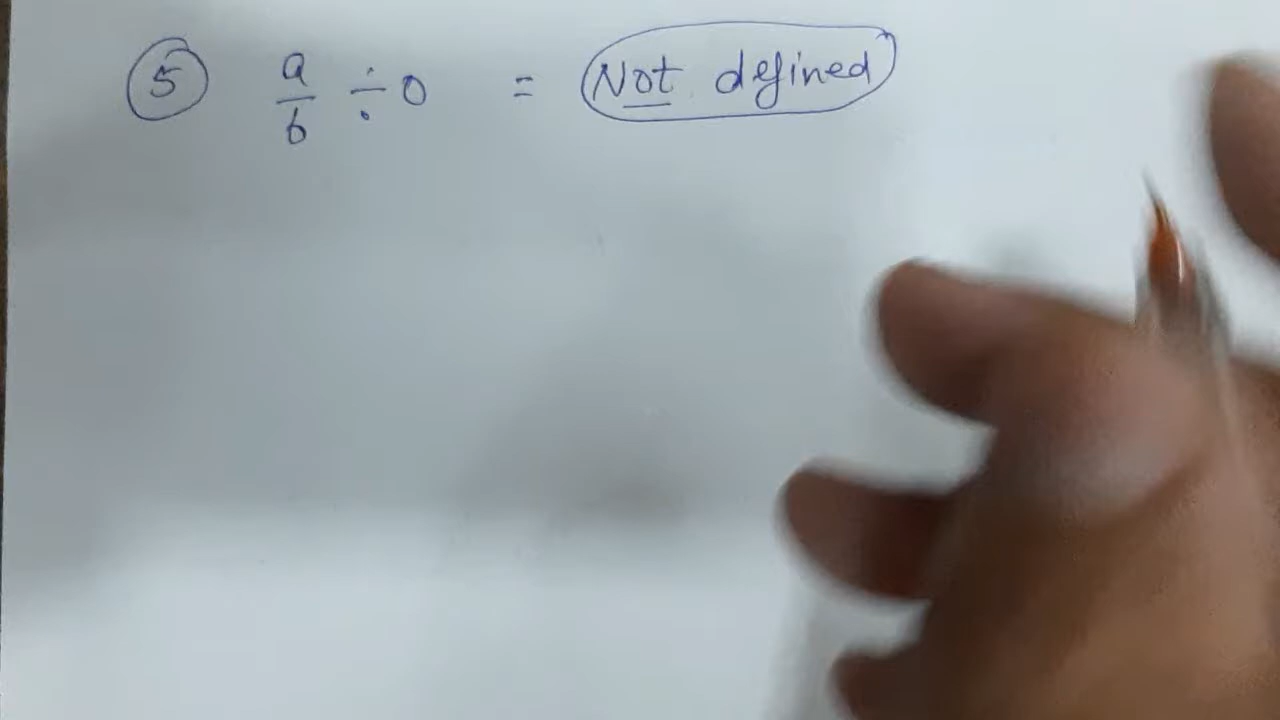 ⑤ a/b ÷ 0 = Not defined